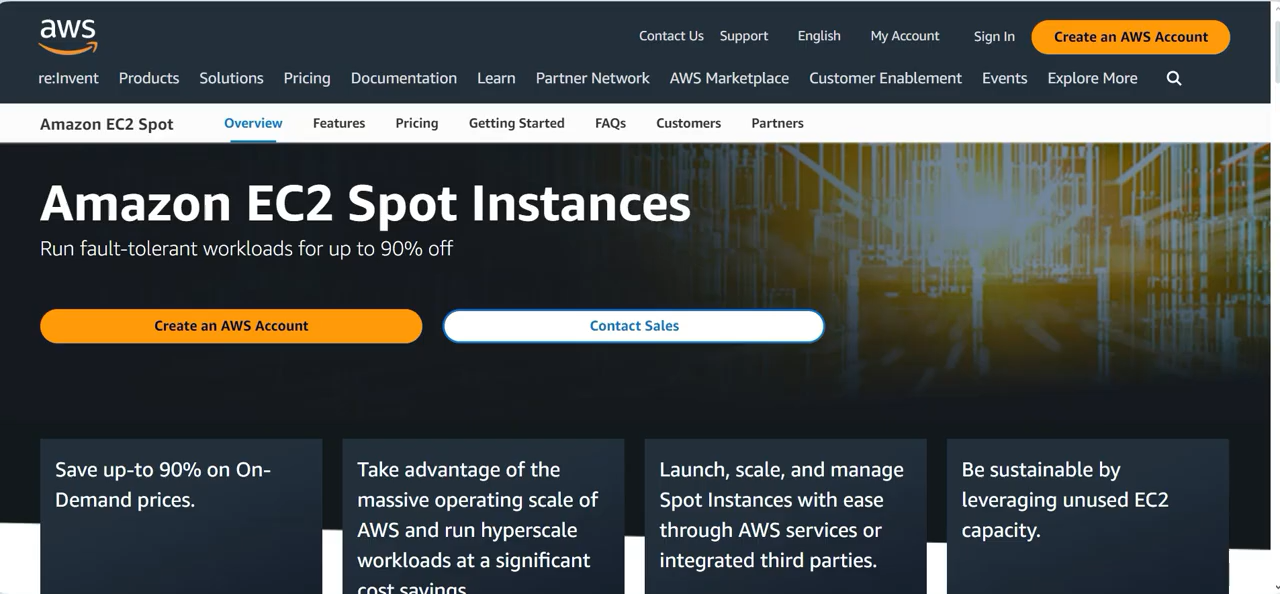 aws
Contact Us Support English My Account Sign In Create an AWS Account
re:Invent Products Solutions Pricing Documentation Learn Partner Network AWS Marketplace Customer Enablement Events Explore More
Amazon EC2 Spot Overview Features Pricing Getting Started FAQs Customers Partners
Amazon EC2 Spot Instances
Run fault-tolerant workloads for up to 90% off
Create an AWS Account Contact Sales
Save up-to 90% on On-
Demand prices.
Take advantage of the
massive operating scale of
AWS and run hyperscale
workloads at a significant
cost savings.
Launch, scale, and manage
Spot Instances with ease
through AWS services or
integrated third parties.
Be sustainable by
leveraging unused EC2
capacity.